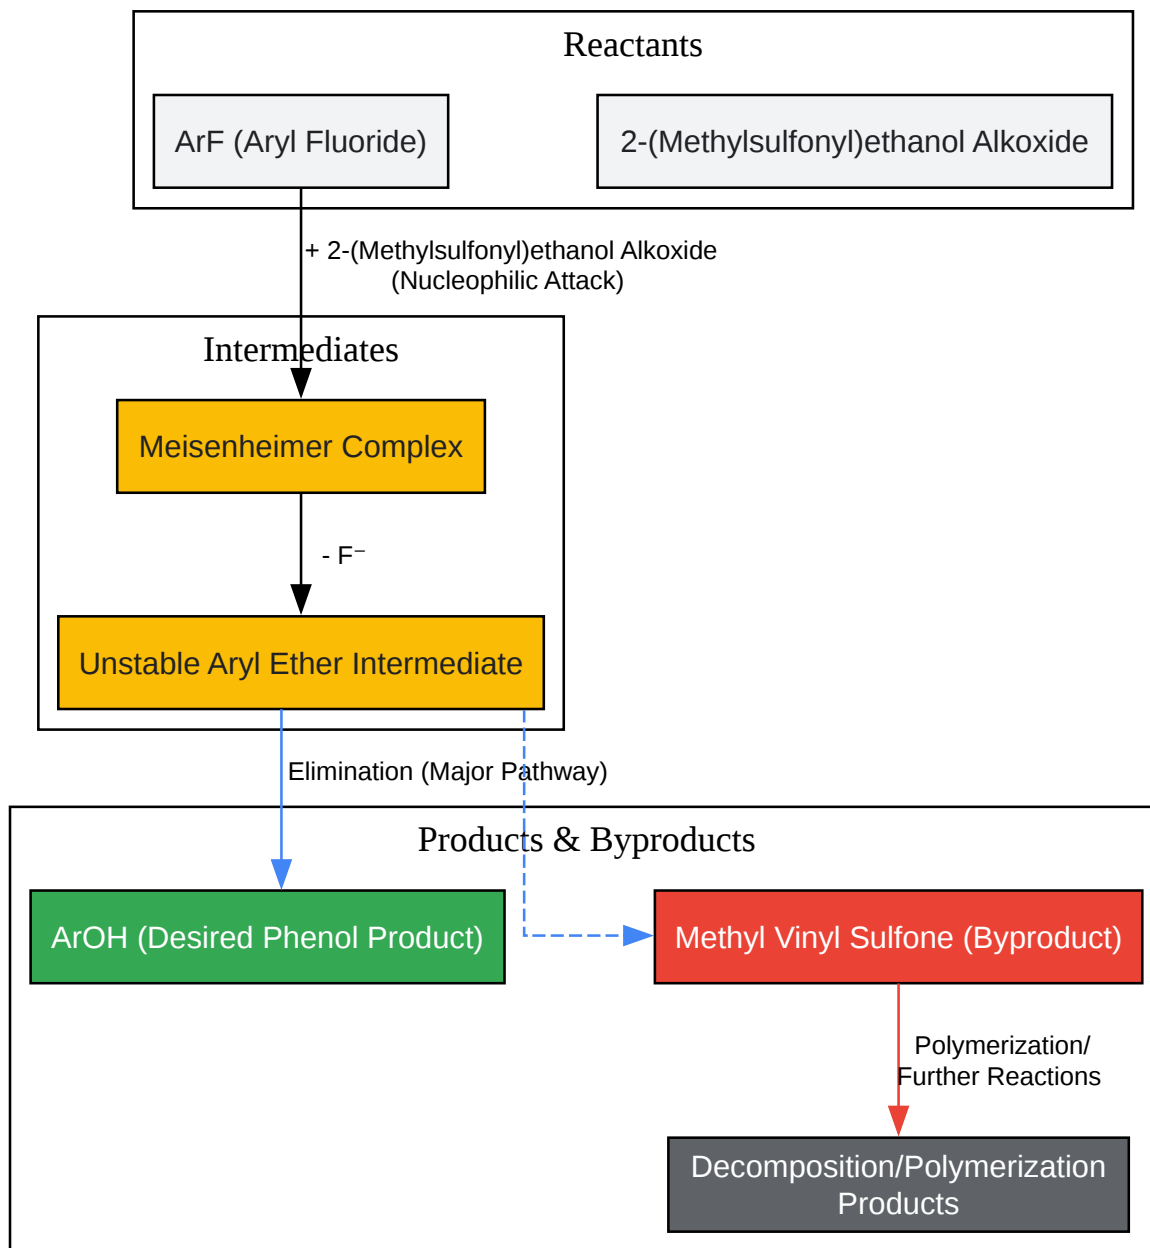 Reactants
ArF (Aryl Fluoride)
2-(Methylsulfonyl)ethanol Alkoxide
+ 2-(Methylsulfonyl)ethanol Alkoxide
(Nucleophilic Attack)
Intermediates
Meisenheimer Complex
- F⁻
Unstable Aryl Ether Intermediate
Elimination (Major Pathway)
Products & Byproducts
ArOH (Desired Phenol Product)
Methyl Vinyl Sulfone (Byproduct)
Polymerization/
Further Reactions
Decomposition/Polymerization
Products